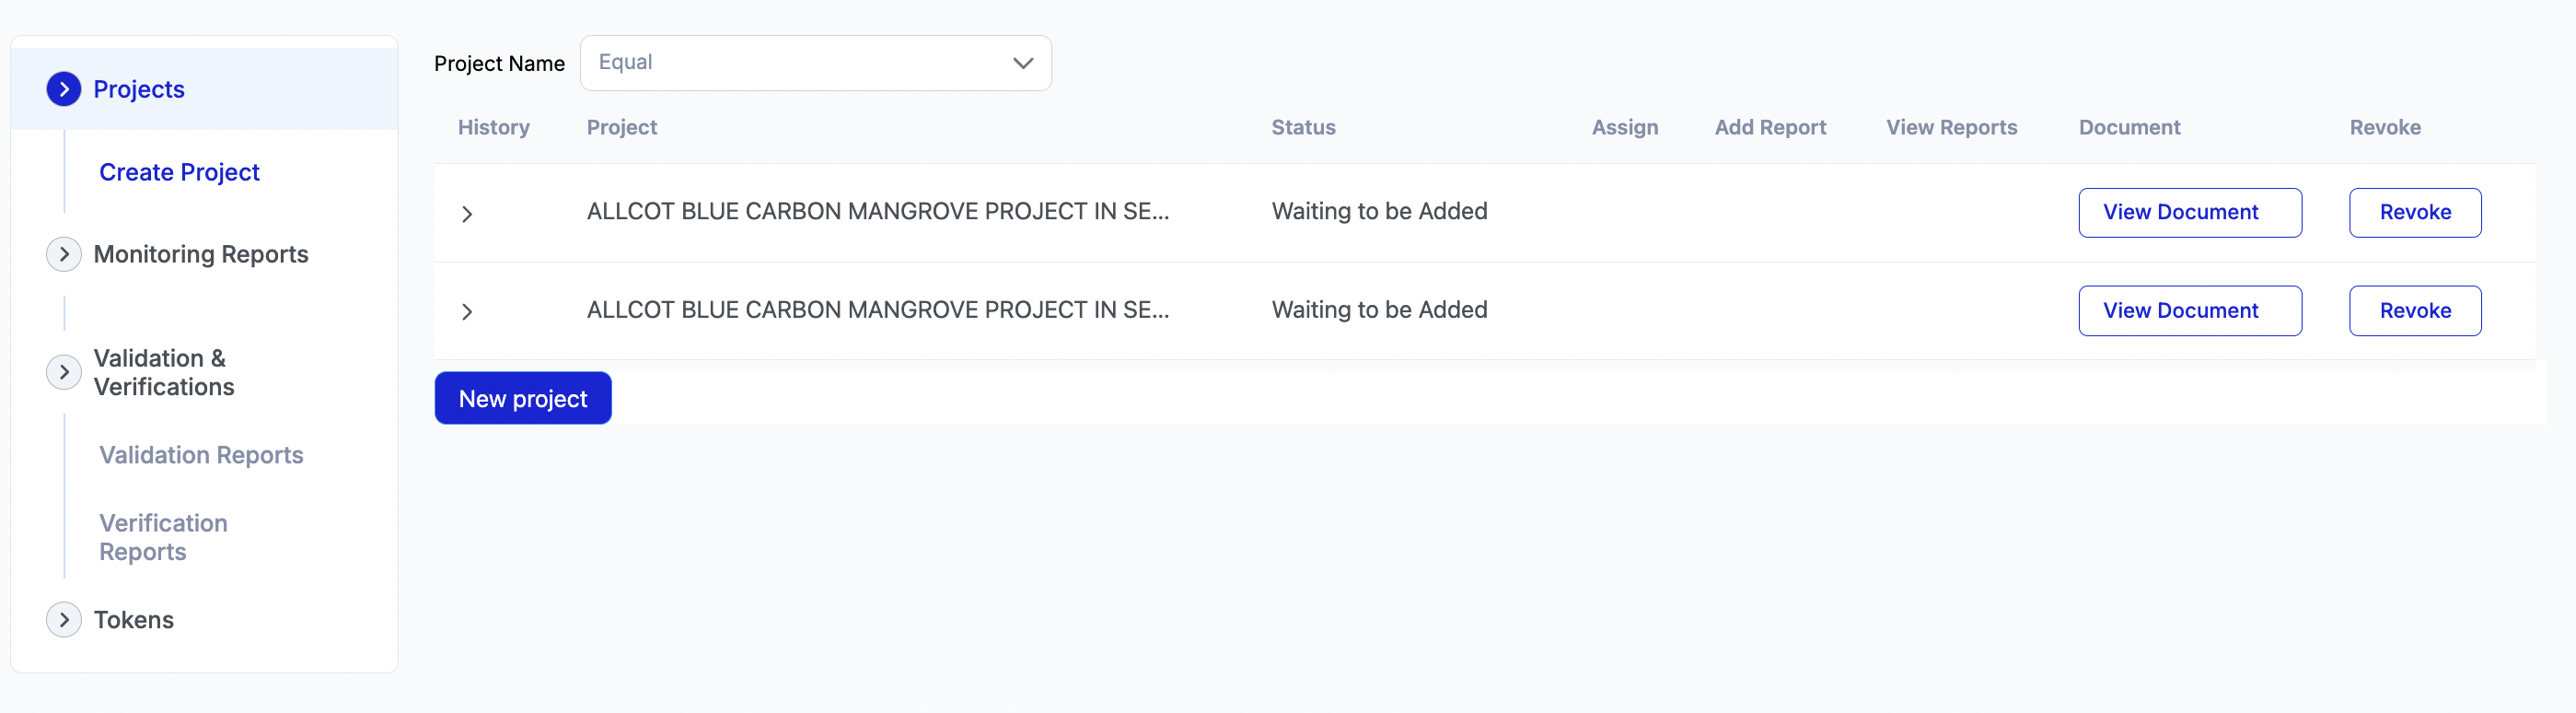 Projects
Create Project
Monitoring Reports
Validation &
Verifications
Validation Reports
Verification
Reports
Tokens
Project Name Equal
History Project Status Assign Add Report View Reports Document Revoke
ALLCOT BLUE CARBON MANGROVE PROJECT IN SE... Waiting to be Added View Document Revoke
ALLCOT BLUE CARBON MANGROVE PROJECT IN SE... Waiting to be Added View Document Revoke
New project